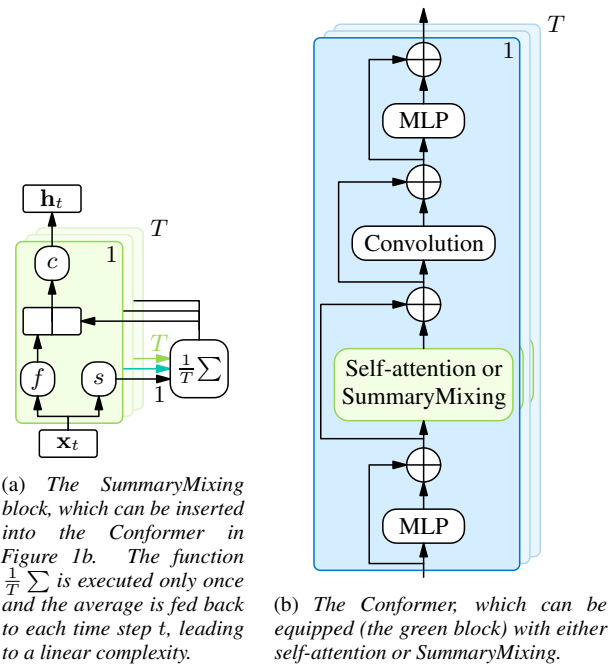 h_t
T
1
c
T
f
s
1
1/T ∑
x_t
(a) The SummaryMixing
block, which can be inserted
into the Conformer in
Figure 1b. The function
1/T ∑ is executed only once
and the average is fed back
to each time step t, leading
to a linear complexity.
T
1
MLP
Convolution
Self-attention or
SummaryMixing
MLP
(b) The Conformer, which can be
equipped (the green block) with either
self-attention or SummaryMixing.